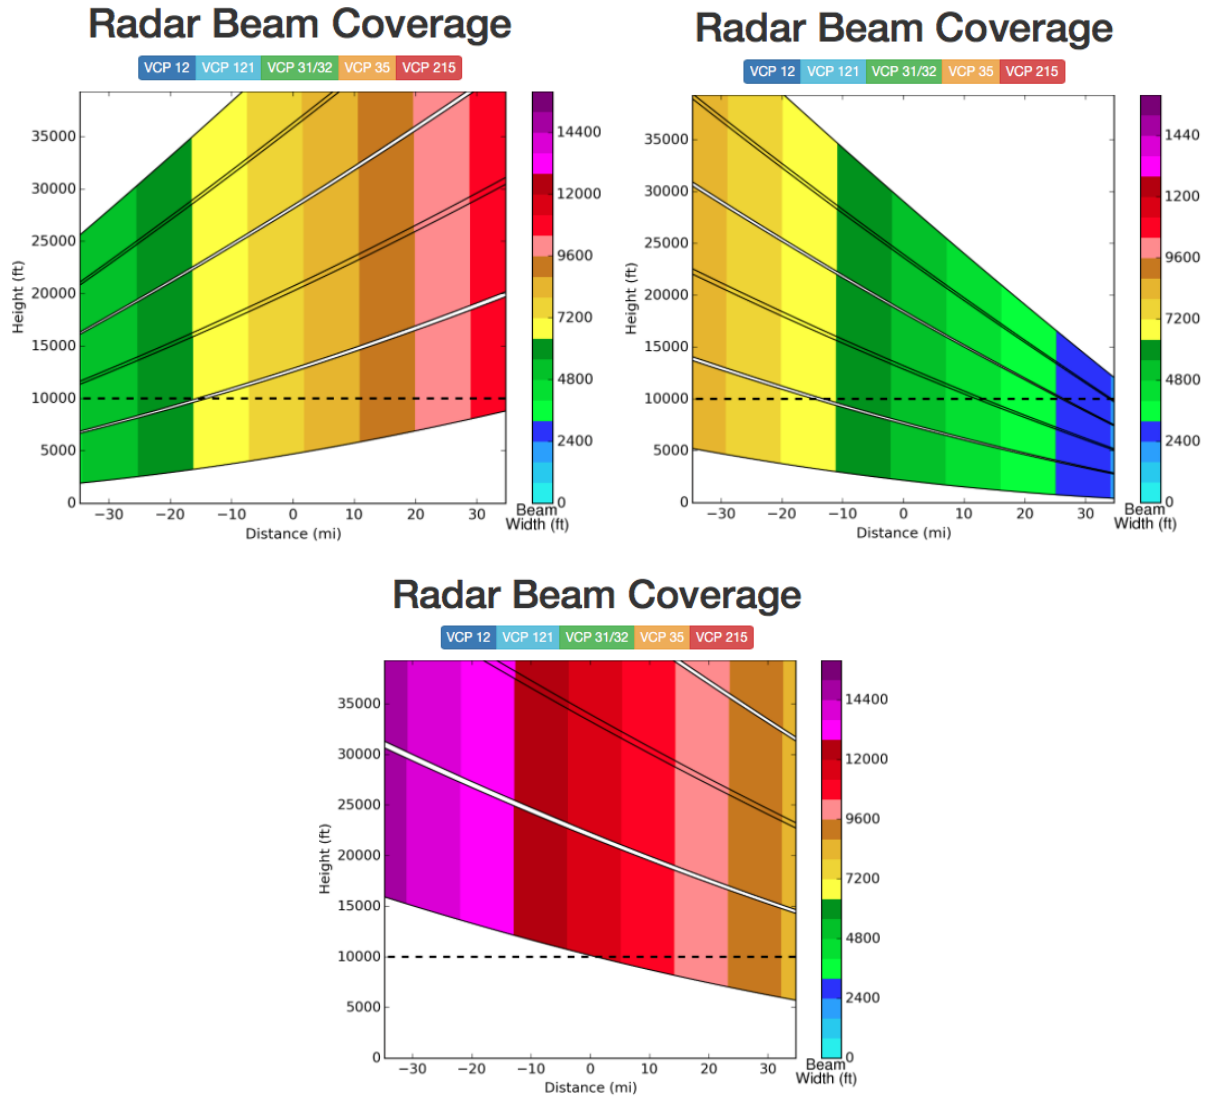 Radar Beam Coverage
VCP 12 VCP 121 VCP 31/32 VCP 35 VCP 215
35000
30000
25000
20000
15000
10000
5000
0
Height (ft)
−30 −20 −10 0 10 20 30
Distance (mi)
14400
12000
9600
7200
4800
2400
0
Beam
Width (ft)
Radar Beam Coverage
VCP 12 VCP 121 VCP 31/32 VCP 35 VCP 215
35000
30000
25000
20000
15000
10000
5000
0
Height (ft)
−30 −20 −10 0 10 20 30
Distance (mi)
1440
1200
9600
7200
4800
2400
0
Beam
Width (ft)
Radar Beam Coverage
VCP 12 VCP 121 VCP 31/32 VCP 35 VCP 215
35000
30000
25000
20000
15000
10000
5000
0
Height (ft)
−30 −20 −10 0 10 20 30
Distance (mi)
14400
12000
9600
7200
4800
2400
0
Beam
Width (ft)